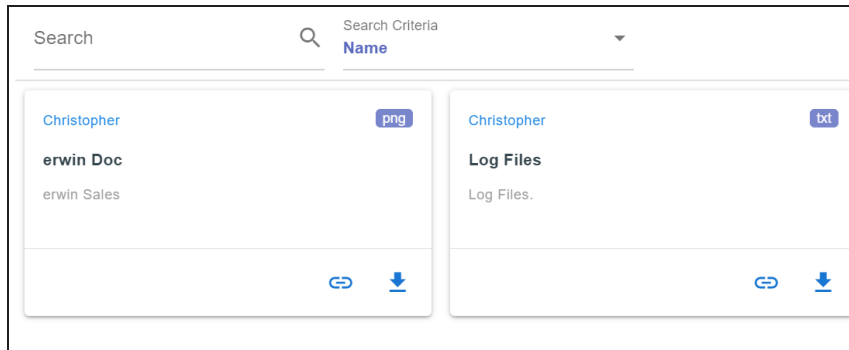 Search
Search Criteria
Name
Christopher
png
erwin Doc
erwin Sales
Christopher
txt
Log Files
Log Files.